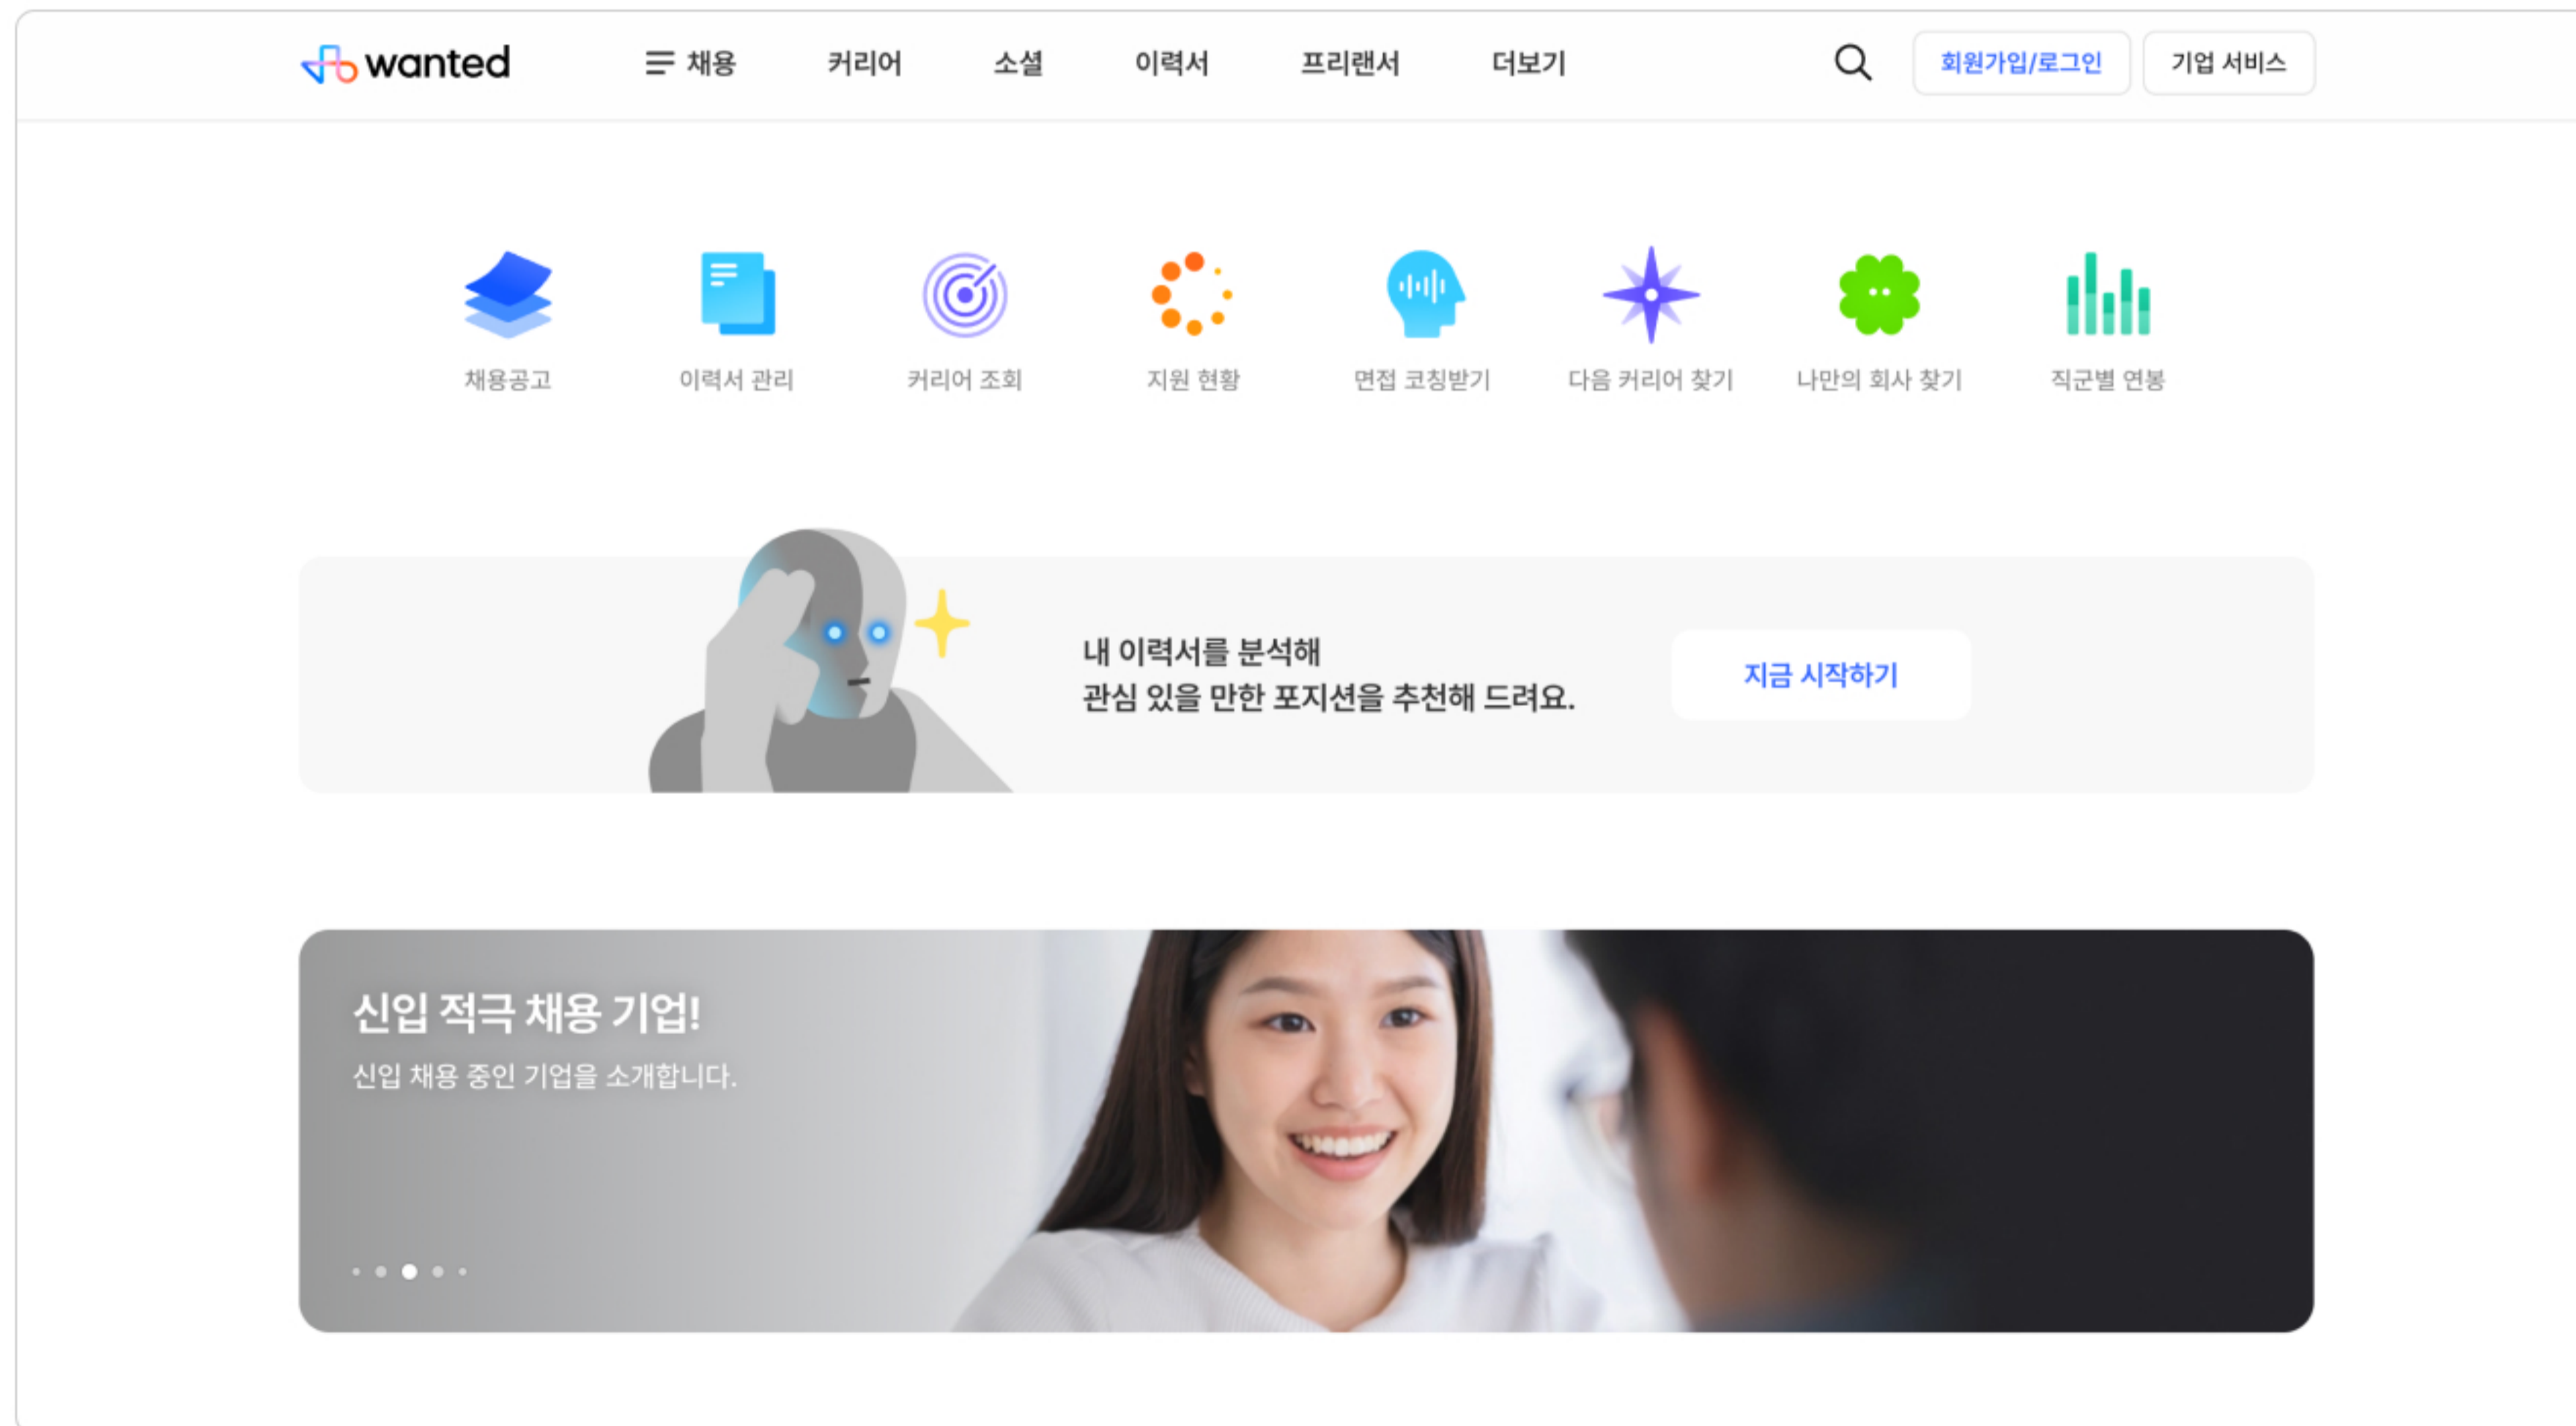 wanted
채용
커리어
소셜
이력서
프리랜서
더보기
회원가입/로그인
기업 서비스
채용공고
이력서 관리
커리어 조회
지원 현황
면접 코칭받기
다음 커리어 찾기
나만의 회사 찾기
직군별 연봉
내 이력서를 분석해
관심 있을 만한 포지션을 추천해 드려요.
지금 시작하기
신입 적극 채용 기업!
신입 채용 중인 기업을 소개합니다.